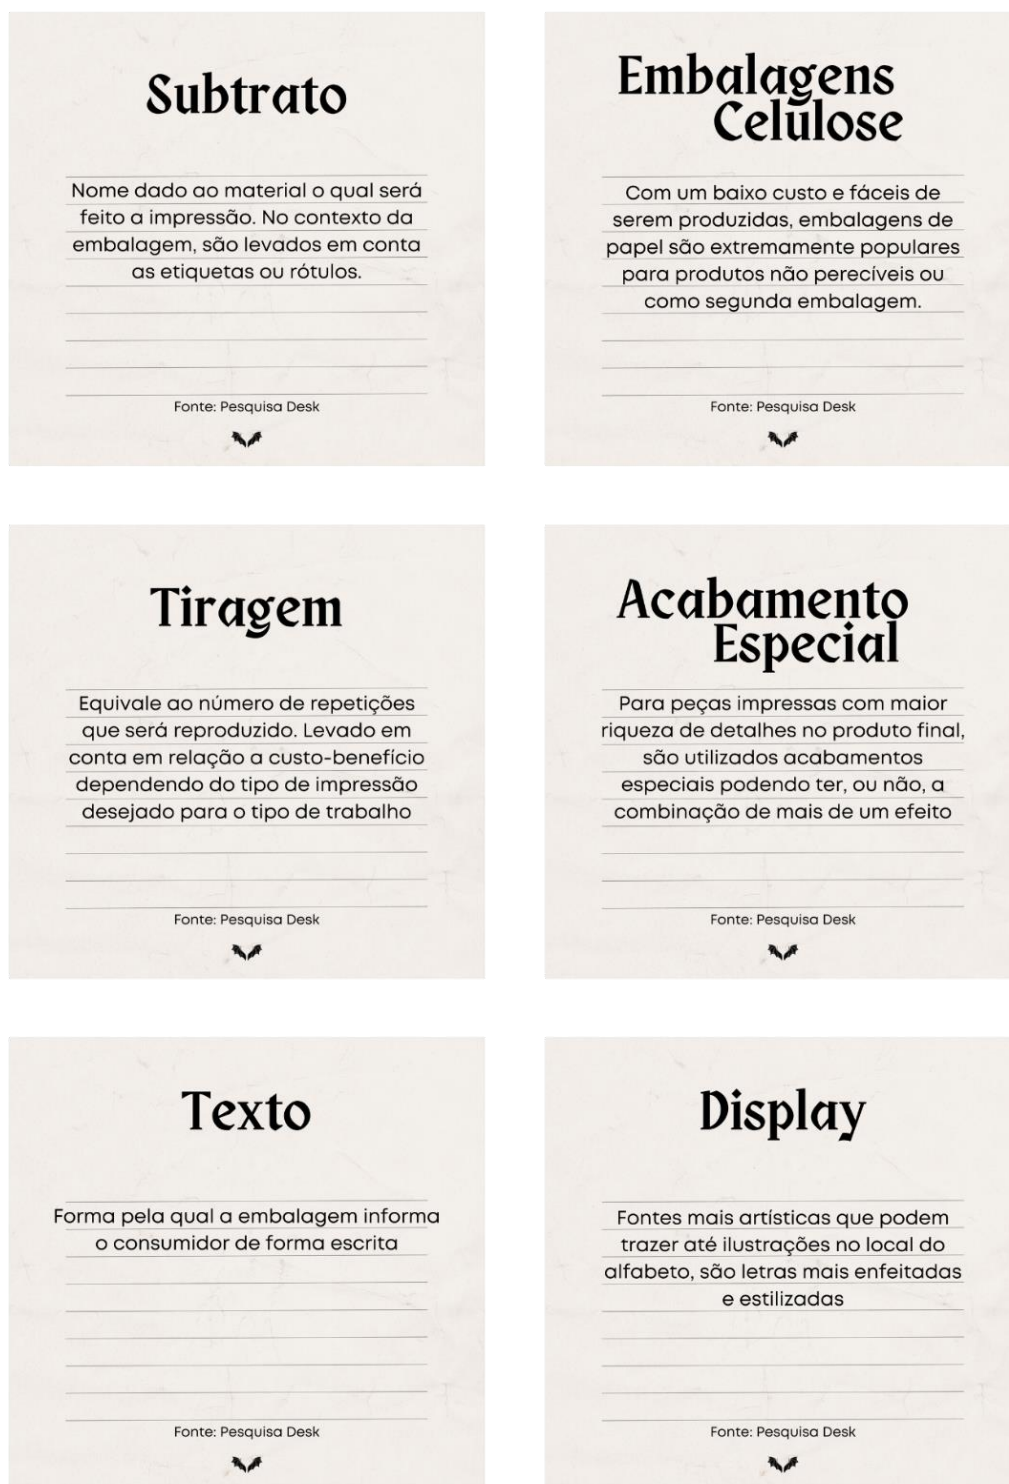 Subtrato
Nome dado ao material o qual será
feito a impressão. No contexto da
embalagem, são levados em conta
as etiquetas ou rótulos.
Fonte: Pesquisa Desk
Embalagens
Celulose
Com um baixo custo e fáceis de
serem produzidas, embalagens de
papel são extremamente populares
para produtos não perecíveis ou
como segunda embalagem.
Fonte: Pesquisa Desk
Tiragem
Equivale ao número de repetições
que será reproduzido. Levado em
conta em relação a custo-benefício
dependendo do tipo de impressão
desejado para o tipo de trabalho
Fonte: Pesquisa Desk
Acabamento
Especial
Para peças impressas com maior
riqueza de detalhes no produto final,
são utilizados acabamentos
especiais podendo ter, ou não, a
combinação de mais de um efeito
Fonte: Pesquisa Desk
Texto
Forma pela qual a embalagem informa
o consumidor de forma escrita
Fonte: Pesquisa Desk
Display
Fontes mais artísticas que podem
trazer até ilustrações no local do
alfabeto, são letras mais enfeitadas
e estilizadas
Fonte: Pesquisa Desk